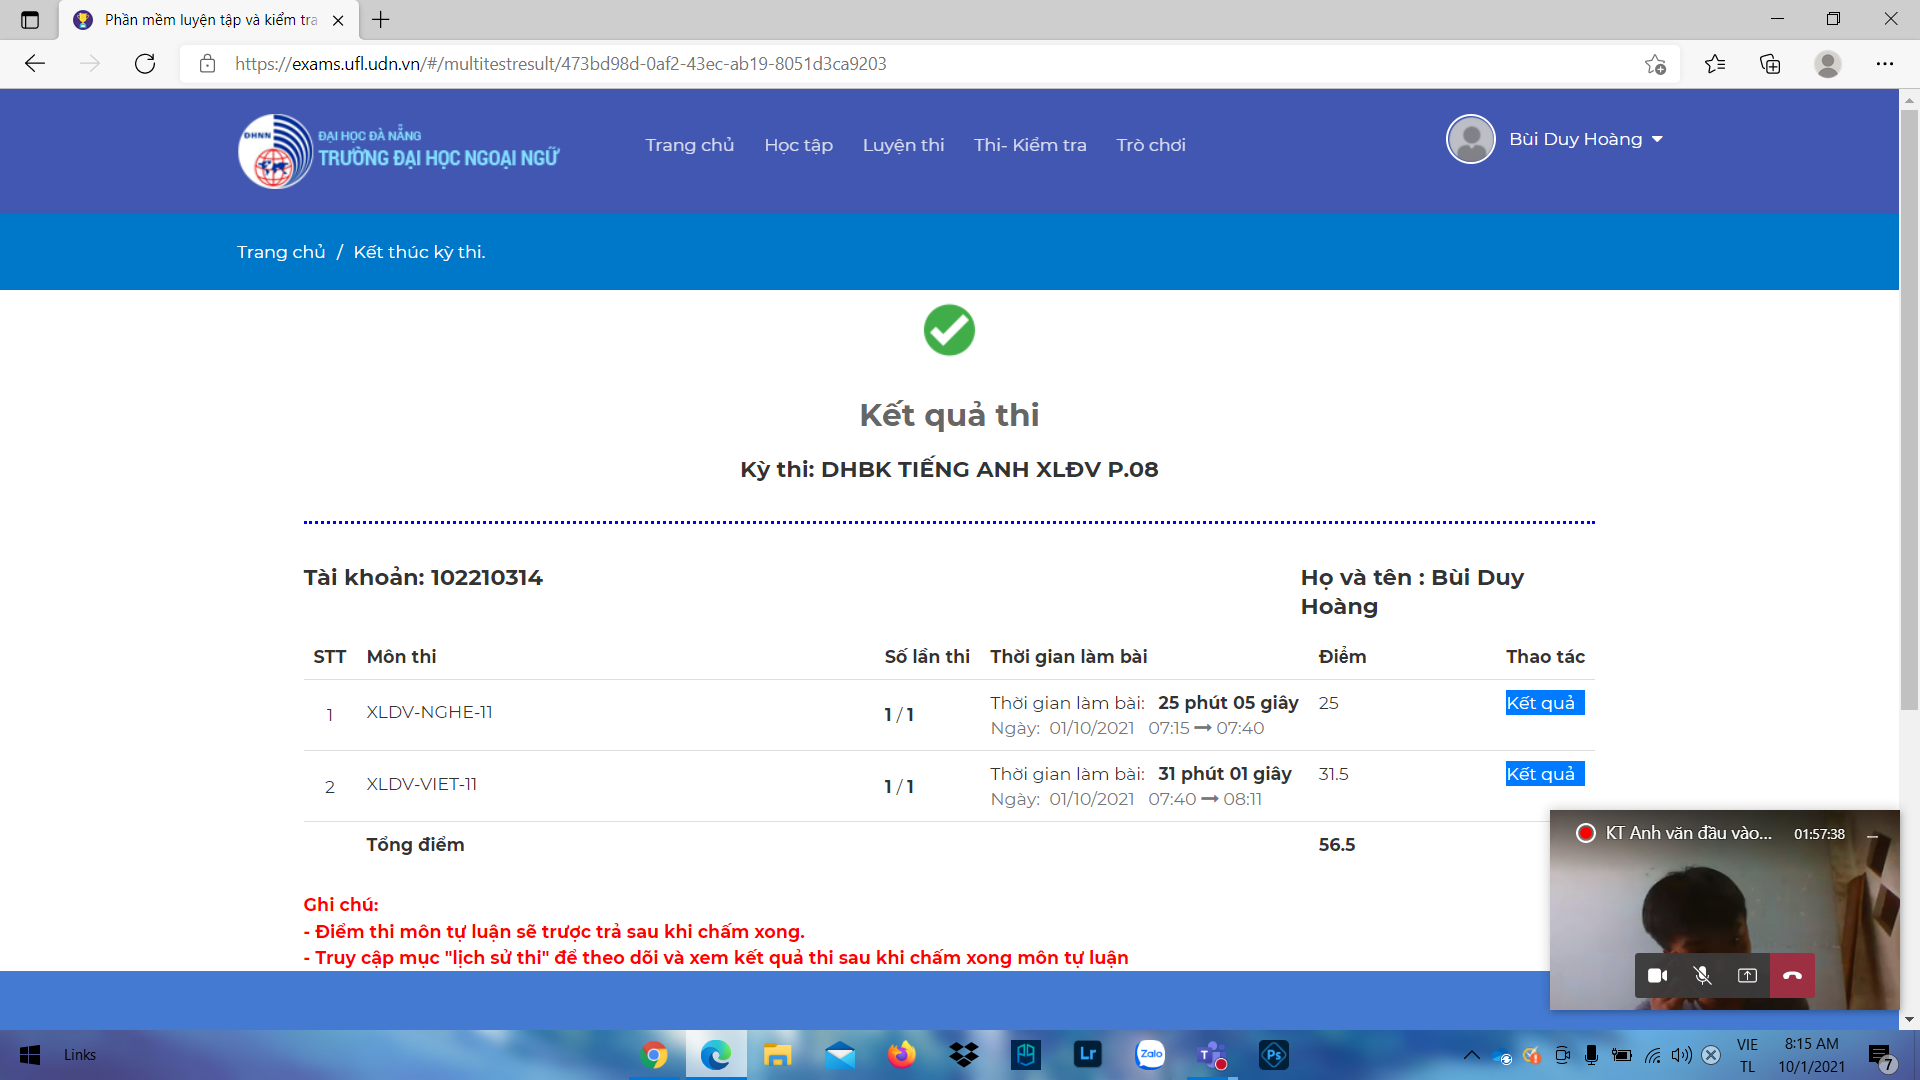 Phần mềm luyện tập và kiểm tra
https://exams.ufl.udn.vn/#/multitestresult/473bd98d-0af2-43ec-ab19-8051d3ca9203
DHNN
ĐẠI HỌC ĐÀ NẴNG
TRƯỜNG ĐẠI HỌC NGOẠI NGỮ
Trang chủ Học tập Luyện thi Thi- Kiểm tra Trò chơi
Bùi Duy Hoàng
Trang chủ / Kết thúc kỳ thi.
Kết quả thi
Kỳ thi: DHBK TIẾNG ANH XLĐV P.08
Tài khoản: 102210314
Họ và tên : Bùi Duy
Hoàng
STT Môn thi Số lần thi Thời gian làm bài Điểm Thao tác
1 XLDV-NGHE-11 1 / 1 Thời gian làm bài: 25 phút 05 giây 25 Kết quả
Ngày: 01/10/2021 07:15 ➞ 07:40
2 XLDV-VIET-11 1 / 1 Thời gian làm bài: 31 phút 01 giây 31.5 Kết quả
Ngày: 01/10/2021 07:40 ➞ 08:11
Tổng điểm 56.5
KT Anh văn đầu vào... 01:57:38
Ghi chú:
- Điểm thi môn tự luận sẽ trược trả sau khi chấm xong.
- Truy cập mục "lịch sử thi" để theo dõi và xem kết quả thi sau khi chấm xong môn tự luận
Links
Lr
Zalo
T
Ps
VIE
TL
8:15 AM
10/1/2021
7